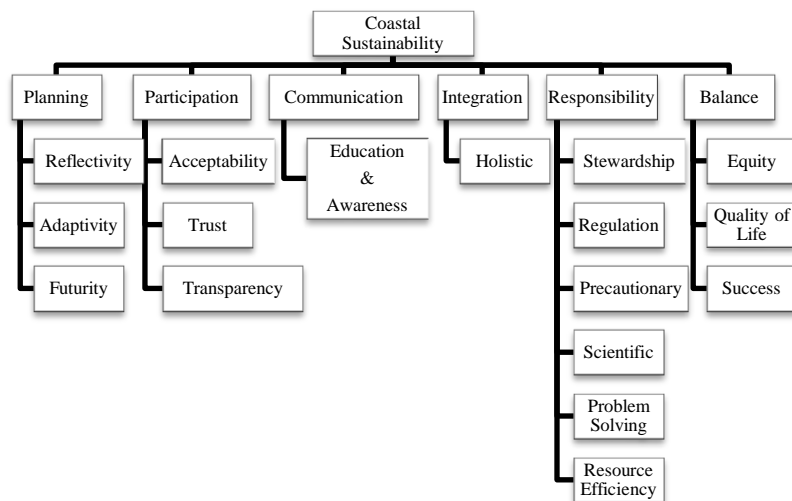 Coastal
Sustainability
Planning
Participation
Communication
Integration
Responsibility
Balance
Reflectivity
Adaptivity
Futurity
Acceptability
Trust
Transparency
Education
&
Awareness
Holistic
Stewardship
Regulation
Precautionary
Scientific
Problem
Solving
Resource
Efficiency
Equity
Quality of
Life
Success